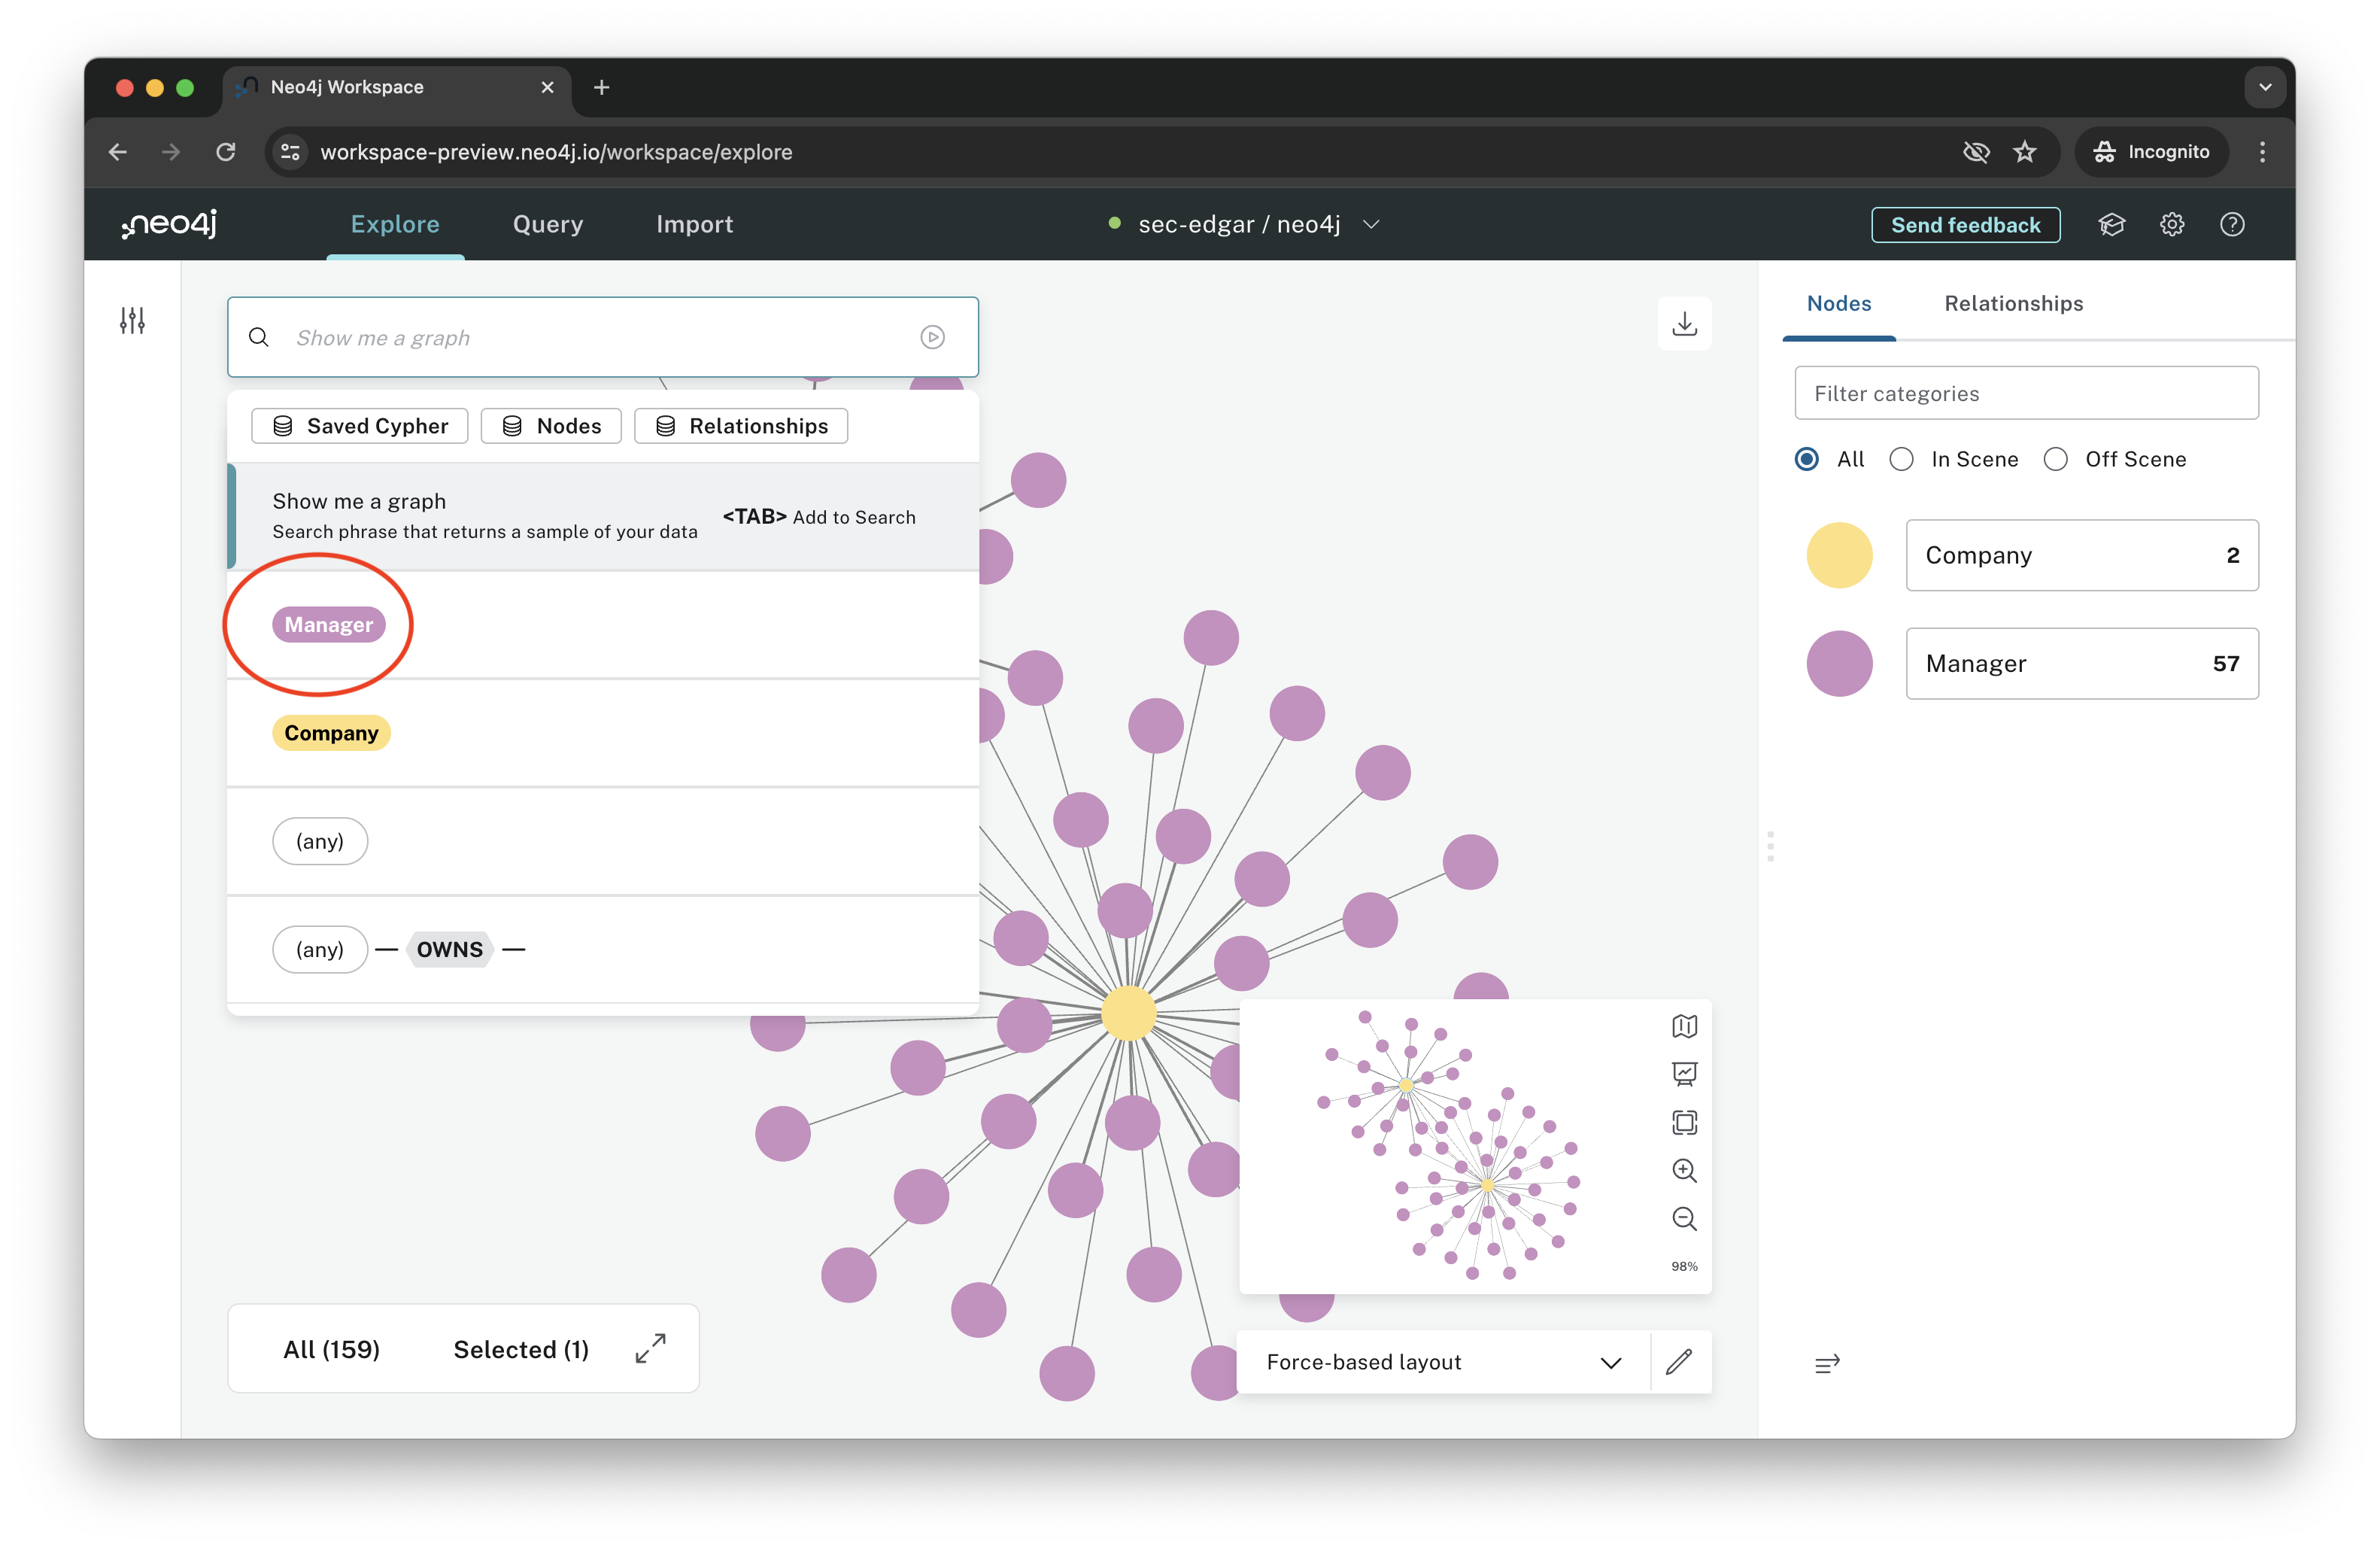 Neo4j Workspace
workspace-preview.neo4j.io/workspace/explore
Incognito
neo4j
Explore
Query
Import
sec-edgar / neo4j
Send feedback
Show me a graph
Saved Cypher
Nodes
Relationships
Show me a graph
Search phrase that returns a sample of your data
<TAB> Add to Search
Manager
Company
(any)
(any) — OWNS —
All (159)
Selected (1)
98%
Force-based layout
Nodes
Relationships
Filter categories
All
In Scene
Off Scene
Company 2
Manager 57